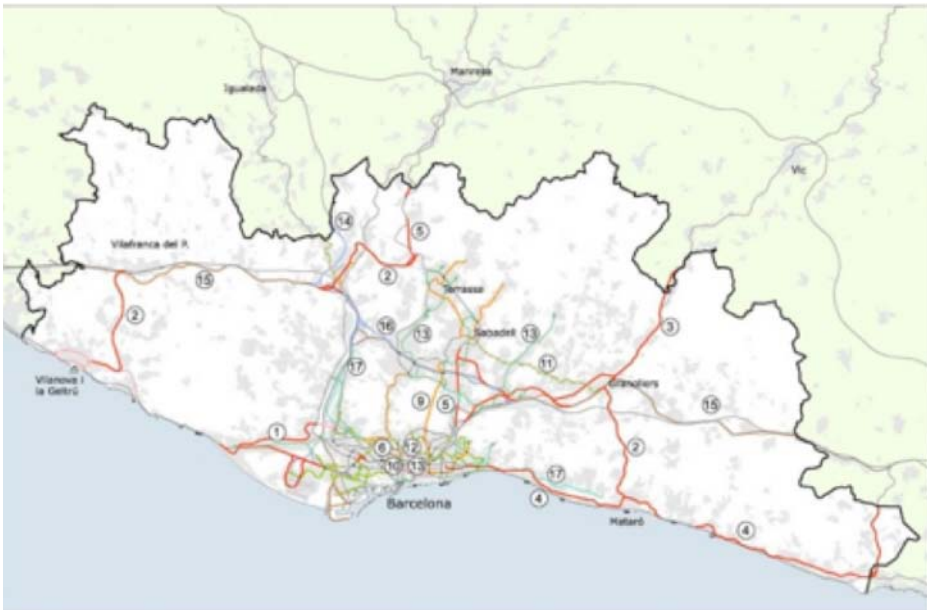 Manresa
Igualada
Vic
14
5
Vilafranca del P.
2
15
Terrassa
3
2
16
13
Sabadell
13
11
17
Vilanova i
la Geltrú
9
5
Granollers
15
1
6
12
2
10
13
17
Barcelona
4
Mataró
4